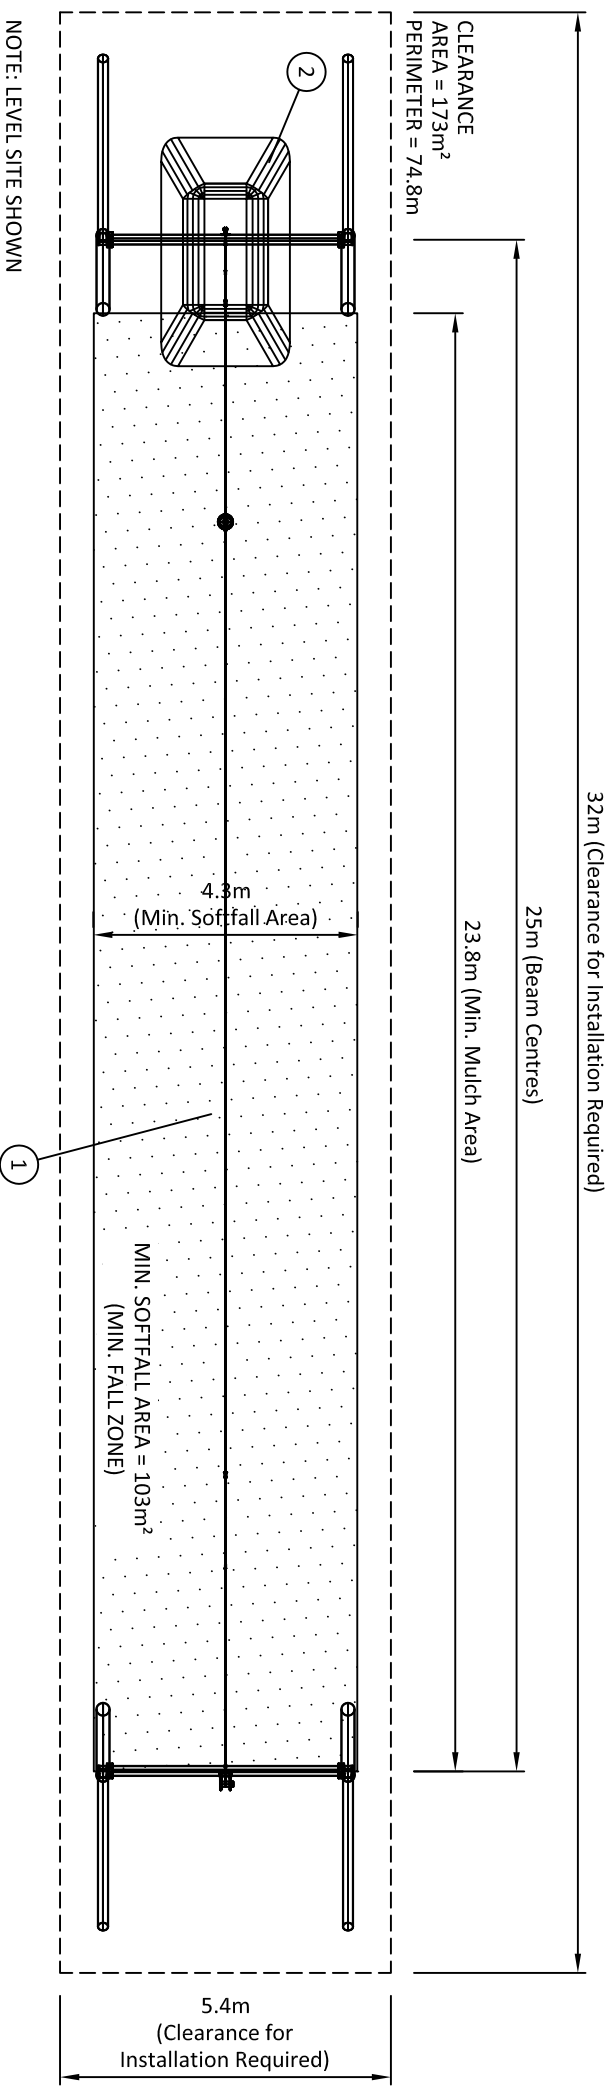 CLEARANCE
AREA = 173m²
PERIMETER = 74.8m
2
NOTE: LEVEL SITE SHOWN
32m (Clearance for Installation Required)
25m (Beam Centres)
23.8m (Min. Mulch Area)
4.3m
(Min. Softfall Area)
1
MIN. SOFTFALL AREA = 103m²
(MIN. FALL ZONE)
5.4m
(Clearance for
Installation Required)